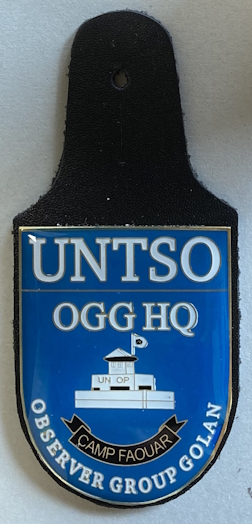 UNTSO
OGG HQ
UN OP
CAMP FAOUAR
OBSERVER GROUP GOLAN